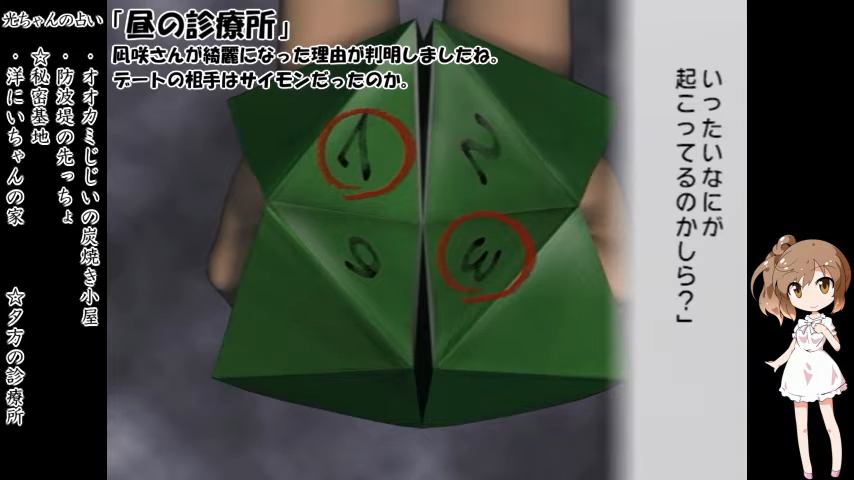 光ちゃんの占い
・オオカミじじいの炭焼き小屋
・防波堤の先っちょ
☆秘密基地
・洋にいちゃんの家
☆夕方の診療所
「昼の診療所」
凪咲さんが綺麗になった理由が判明しましたね。
デートの相手はサイモンだったのか。
1
2
6
3
いったいなにが
起こってるのかしら？」